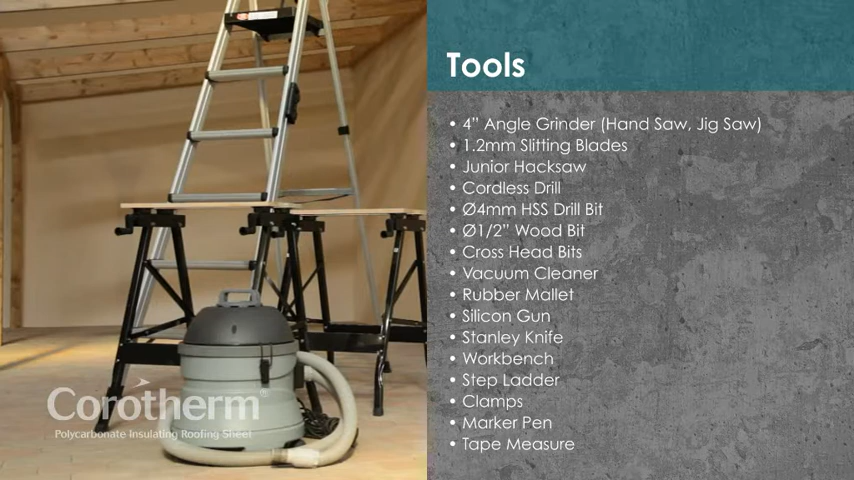 Tools
• 4” Angle Grinder (Hand Saw, Jig Saw)
• 1.2mm Slitting Blades
• Junior Hacksaw
• Cordless Drill
• Ø4mm HSS Drill Bit
• Ø1/2” Wood Bit
• Cross Head Bits
• Vacuum Cleaner
• Rubber Mallet
• Silicon Gun
• Stanley Knife
• Workbench
• Step Ladder
• Clamps
• Marker Pen
• Tape Measure
Corotherm®
Polycarbonate Insulating Roofing Sheet